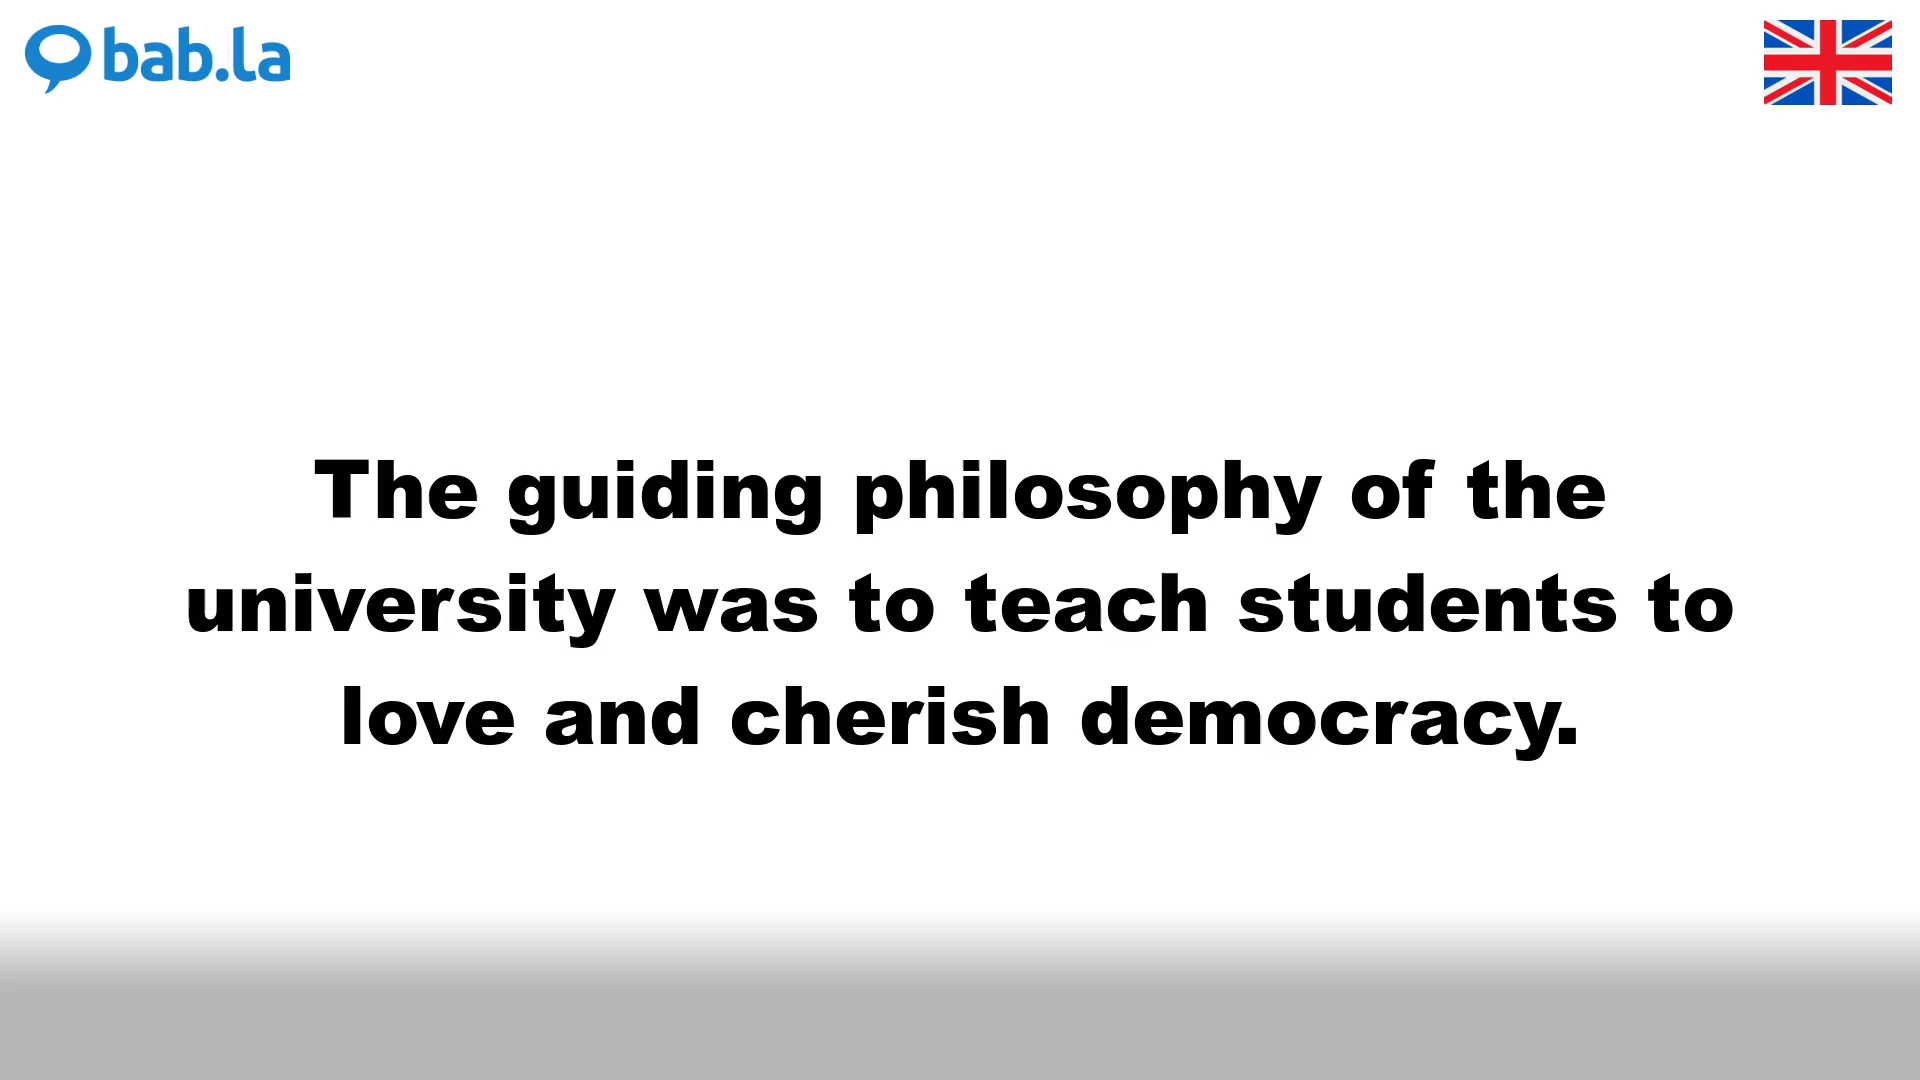 bab.la
The guiding philosophy of the
university was to teach students to
love and cherish democracy.